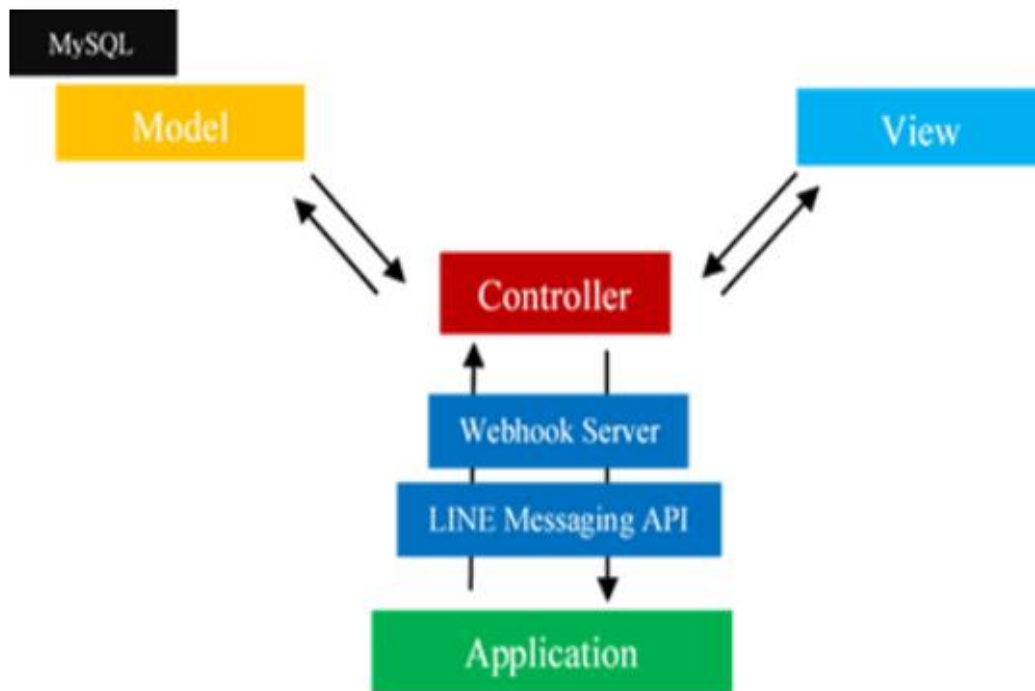 MySQL
Model
View
Controller
Webhook Server
LINE Messaging API
Application